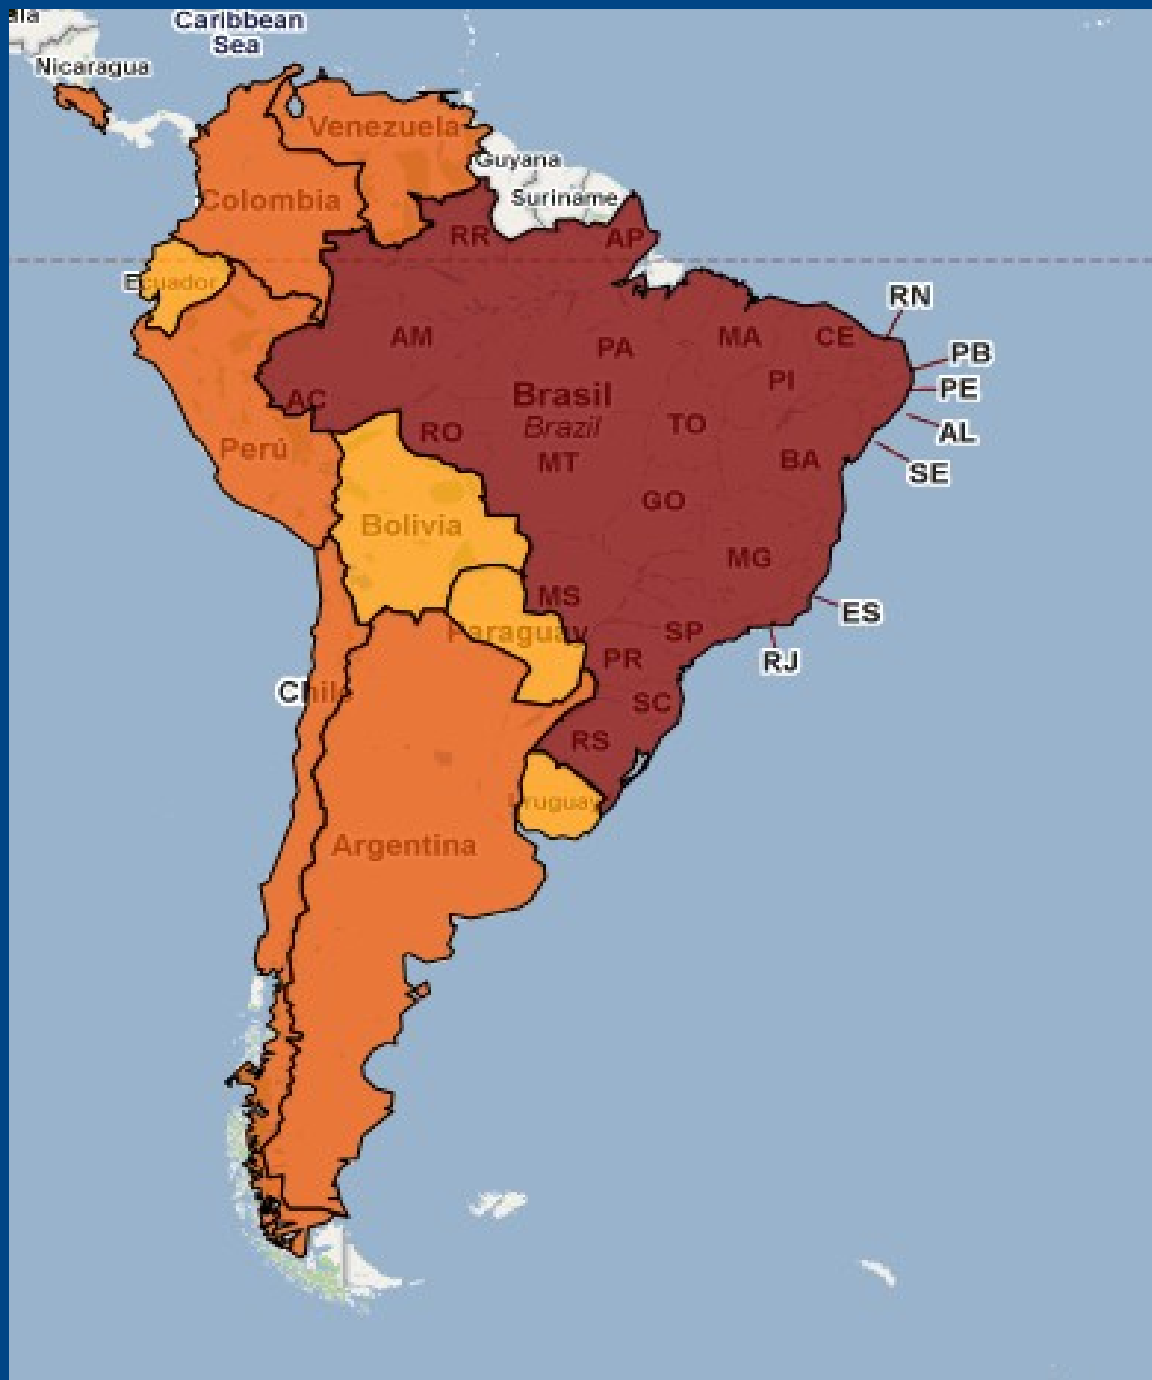 Caribbean
Sea
Nicaragua
Venezuela
Guyana
Colombia
Suriname
RR
AP
Ecuador
RN
AM
PA
MA
CE
PB
PI
PE
AC
Brasil
Brazil
RO
TO
AL
Perú
MT
BA
SE
GO
Bolivia
MG
MS
ES
Paraguay
SP
PR
RJ
Chile
SC
RS
Uruguay
Argentina